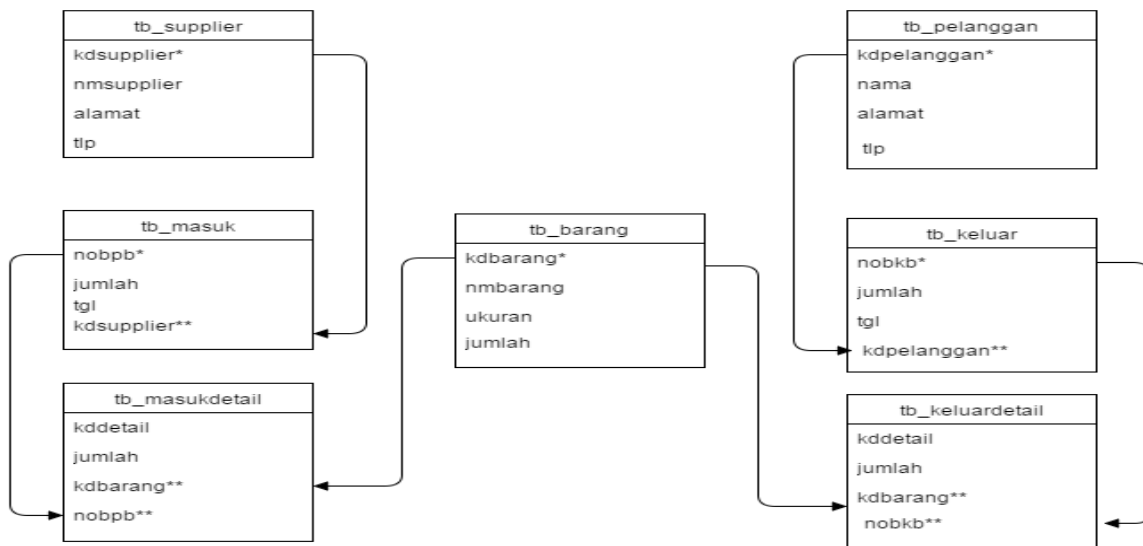 tb_supplier
kdsupplier*
nmsupplier
alamat
tlp
tb_masuk
nobpb*
jumlah
tgl
kdsupplier**
tb_masukdetail
kddetail
jumlah
kdbarang**
nobpb**
tb_barang
kdbarang*
nmbarang
ukuran
jumlah
tb_pelanggan
kdpelanggan*
nama
alamat
tlp
tb_keluar
nobkb*
jumlah
tgl
kdpelanggan**
tb_keluardetail
kddetail
jumlah
kdbarang**
nobkb**